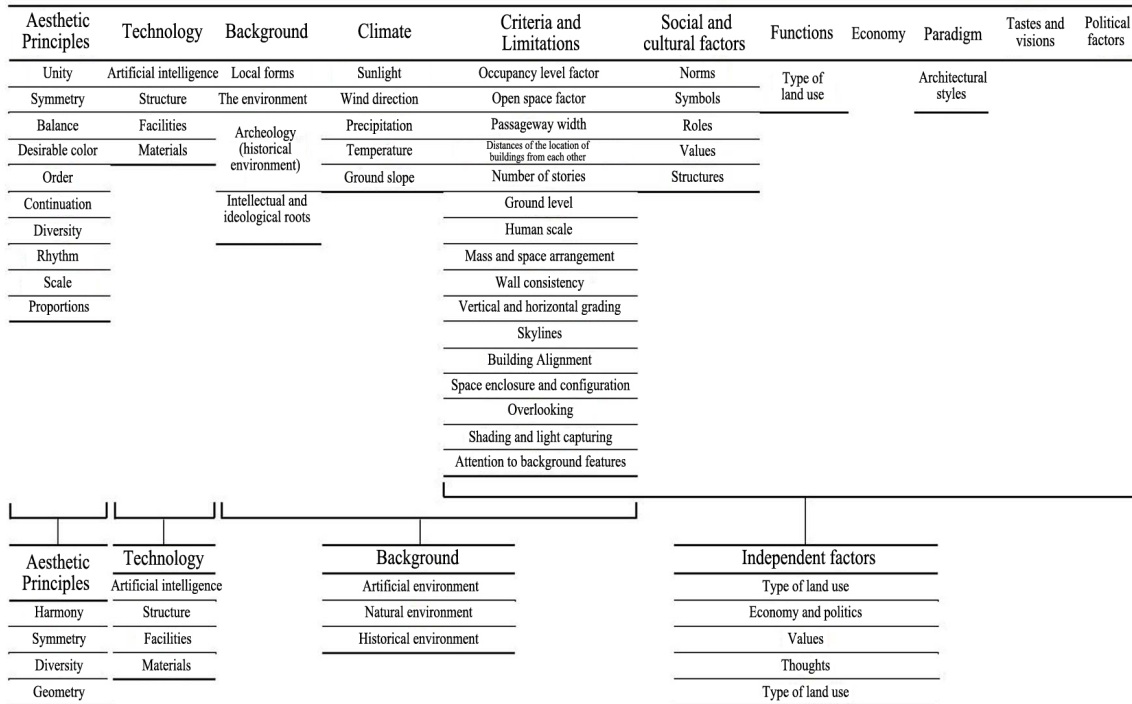 Aesthetic
Principles
Technology
Background
Climate
Criteria and
Limitations
Social and
cultural factors
Functions
Economy
Paradigm
Tastes and
visions
Political
factors
Unity
Symmetry
Balance
Desirable color
Order
Continuation
Diversity
Rhythm
Scale
Proportions
Artificial intelligence
Structure
Facilities
Materials
Local forms
The environment
Archeology
(historical
environment)
Intellectual and
ideological roots
Sunlight
Wind direction
Precipitation
Temperature
Ground slope
Occupancy level factor
Open space factor
Passageway width
Distances of the location of
buildings from each other
Number of stories
Ground level
Human scale
Mass and space arrangement
Wall consistency
Vertical and horizontal grading
Skylines
Building Alignment
Space enclosure and configuration
Overlooking
Shading and light capturing
Attention to background features
Norms
Symbols
Roles
Values
Structures
Type of
land use
Architectural
styles
Aesthetic
Principles
Harmony
Symmetry
Diversity
Geometry
Technology
Artificial intelligence
Structure
Facilities
Materials
Background
Artificial environment
Natural environment
Historical environment
Independent factors
Type of land use
Economy and politics
Values
Thoughts
Type of land use